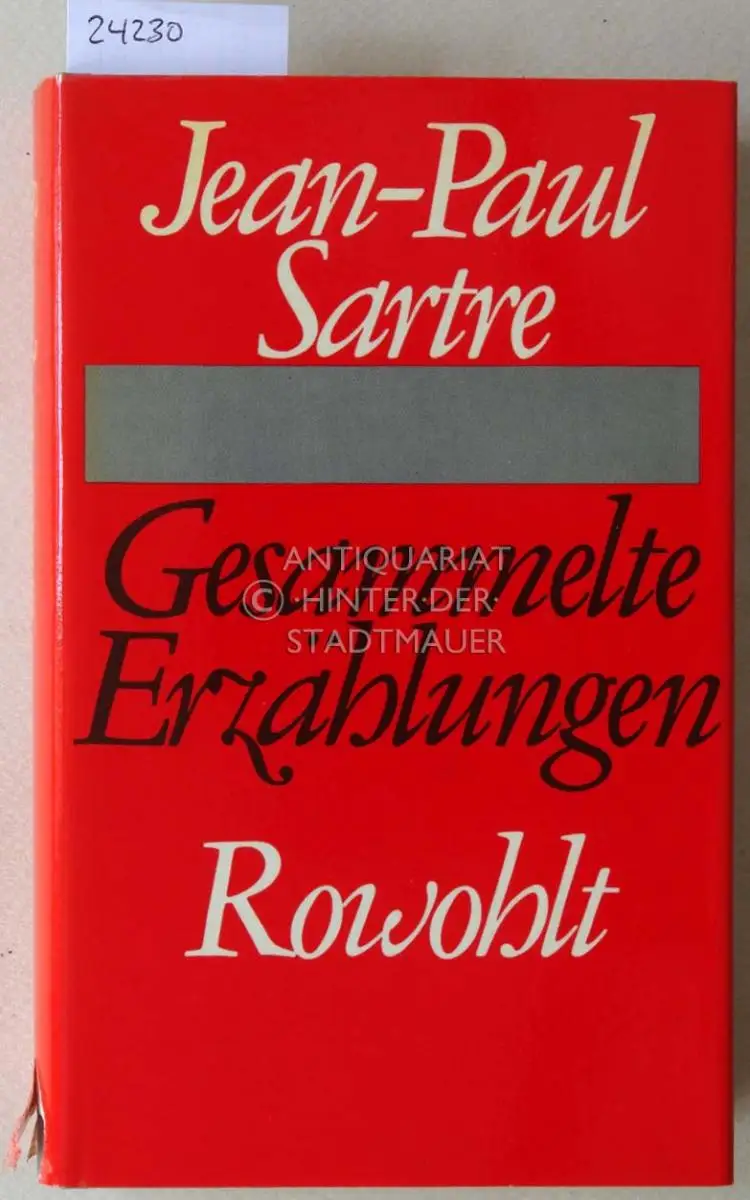 24230
Jean-Paul
Sartre
Gesammelte
Erzählungen
Rowohlt
ANTIQUARIAT
© ·HINTER·DER·
STADTMAUER